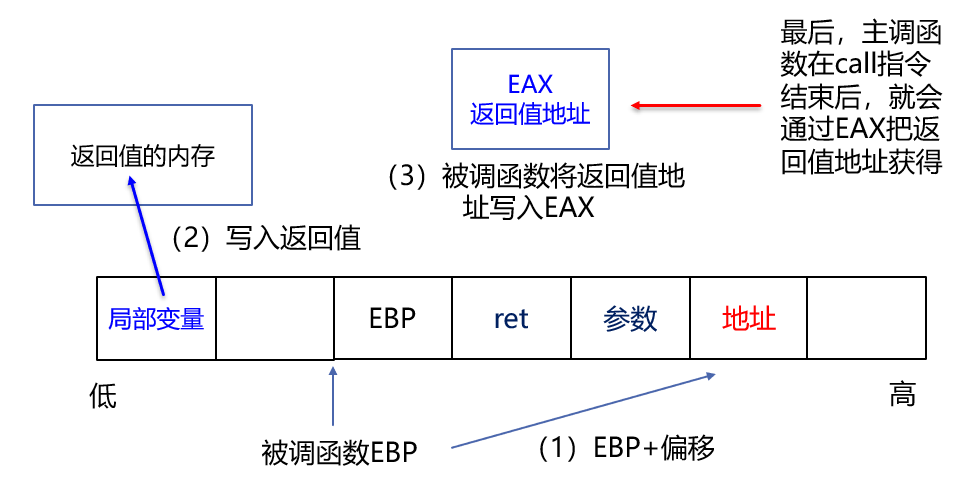 EAX
返回值地址
最后，主调函
数在call指令
结束后，就会
通过EAX把返
回值地址获得
返回值的内存
（3）被调函数将返回值地
址写入EAX
（2）写入返回值
局部变量
EBP
ret
参数
地址
低
高
被调函数EBP
（1）EBP+偏移